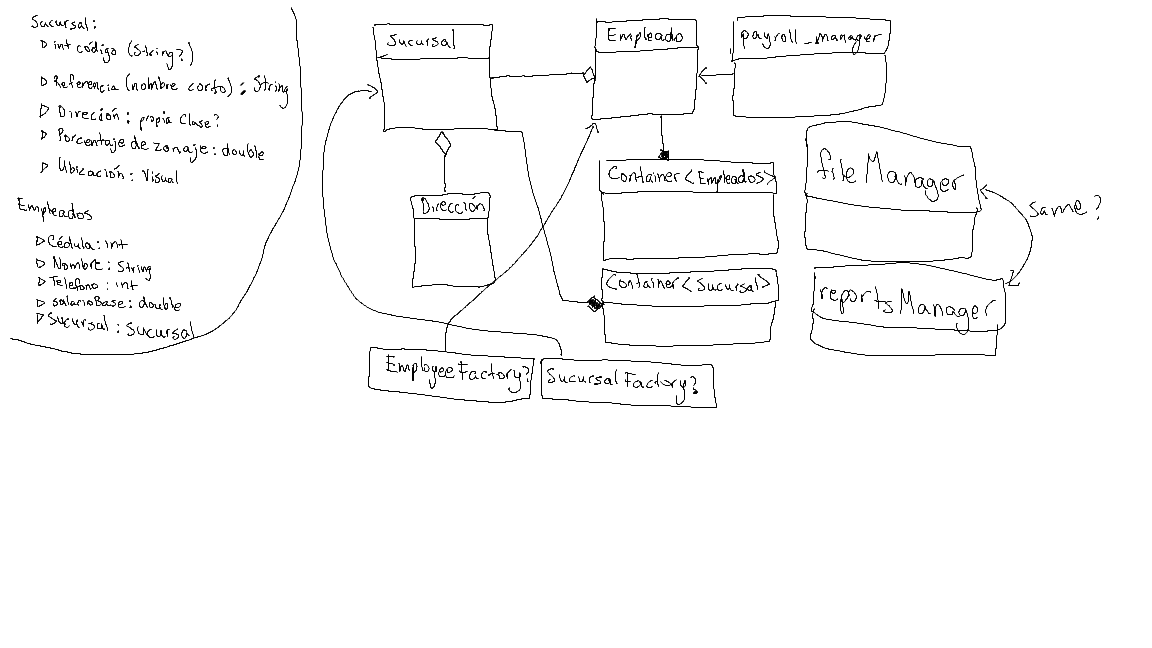 Sucursal:
int código (String?)
Referencia (nombre corto): String
Dirección: propia clase?
Porcentaje de zonaje: double
Ubicación: Visual
Empleados
Cédula: int
Nombre: String
Telefono: int
salarioBase: double
Sucursal: Sucursal
Sucursal
Empleado
payroll_manager
Dirección
Container<Empleados>
Container<Sucursal>
fileManager
same?
reportsManager
EmployeeFactory?
SucursalFactory?